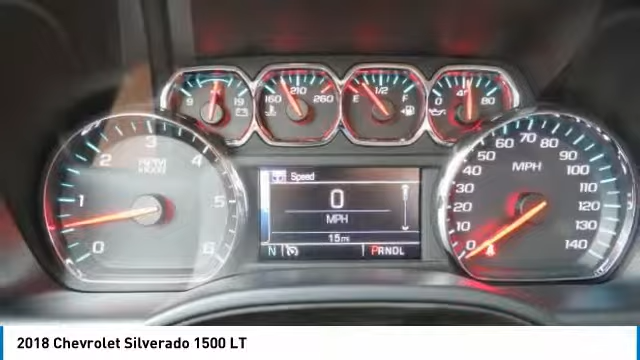 9 19
160 210 260
E 1/2 F
0 40 80
0 1 2 3 4 5 6
RPM
x1000
Speed
0
MPH
15 mi
N PRNDL
MPH
0 10 20 30 40 50 60 70 80 90 100 110 120 130 140
2018 Chevrolet Silverado 1500 LT